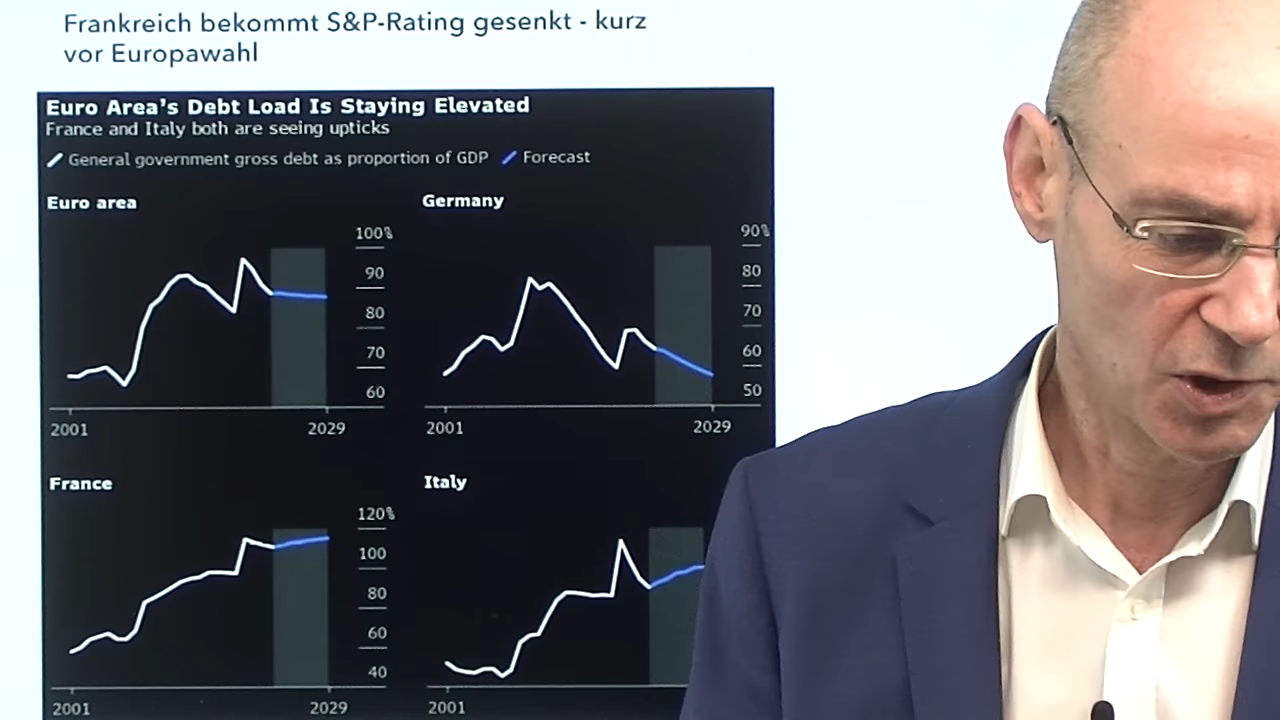 Frankreich bekommt S&P-Rating gesenkt - kurz
vor Europawahl
Euro Area's Debt Load Is Staying Elevated
France and Italy both are seeing upticks
General government gross debt as proportion of GDP Forecast
Euro area
100%
90
80
70
60
2001 2029
Germany
90%
80
70
60
50
2001 2029
France
120%
100
80
60
40
2001 2029
Italy
2001